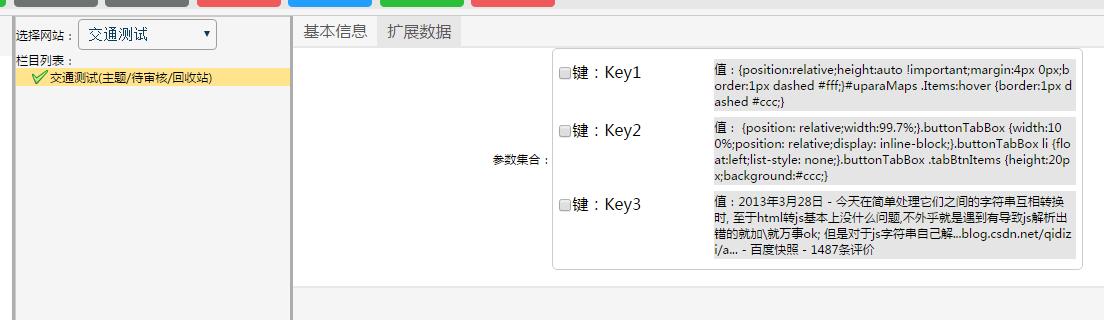 选择网站：
交通测试
栏目列表：
交通测试(主题/待审核/回收站)
基本信息
扩展数据
参数集合：
键：Key1
值：{position:relative;height:auto !important;margin:4px 0px;b
order:1px dashed #fff;}#uparaMaps .Items:hover {border:1px d
ashed #ccc;}
键：Key2
值： {position: relative;width:99.7%;}.buttonTabBox {width:10
0%;position: relative;display: inline-block;}.buttonTabBox li {flo
at:left;list-style: none;}.buttonTabBox .tabBtnItems {height:20p
x;background:#ccc;}
键：Key3
值：2013年3月28日 - 今天在简单处理它们之间的字符串互相转换
时, 至于html转js基本上没什么问题,不外乎就是遇到有导致js解析出
错的就加\就万事ok; 但是对于js字符串自己解...blog.csdn.net/qidizi
i/a... - 百度快照 - 1487条评价